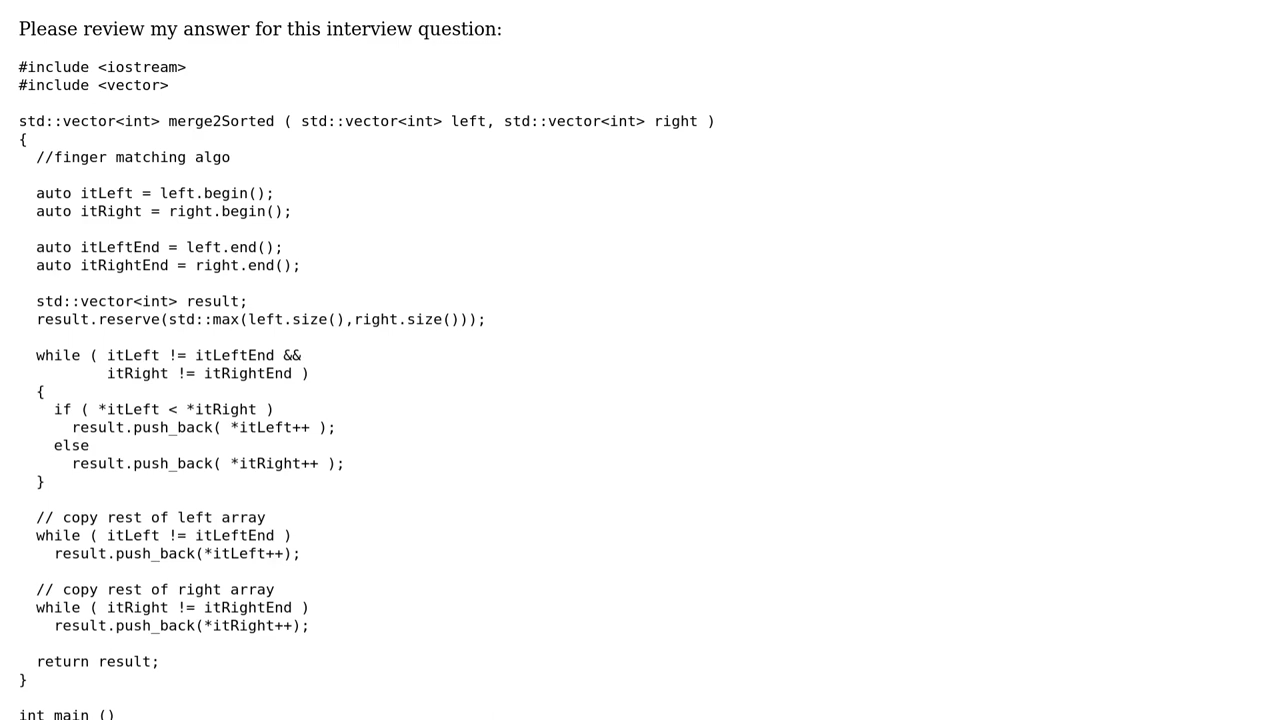 Please review my answer for this interview question:
#include <iostream>
#include <vector>
std::vector<int> merge2Sorted ( std::vector<int> left, std::vector<int> right )
{
//finger matching algo
auto itLeft = left.begin();
auto itRight = right.begin();
auto itLeftEnd = left.end();
auto itRightEnd = right.end();
std::vector<int> result;
result.reserve(std::max(left.size(),right.size()));
while ( itLeft != itLeftEnd &&
itRight != itRightEnd )
{
if ( *itLeft < *itRight )
result.push_back( *itLeft++ );
else
result.push_back( *itRight++ );
}
// copy rest of left array
while ( itLeft != itLeftEnd )
result.push_back(*itLeft++);
// copy rest of right array
while ( itRight != itRightEnd )
result.push_back(*itRight++);
return result;
}
int main ()